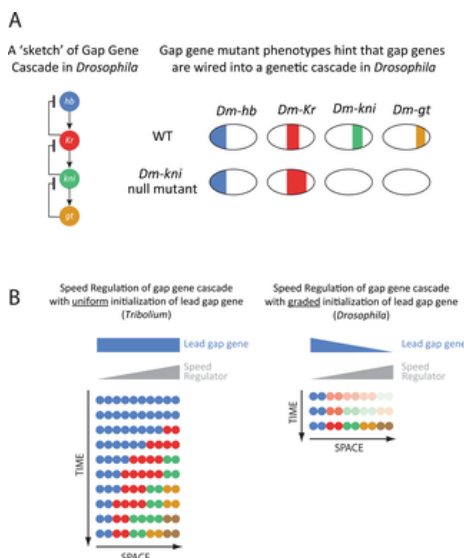 A
A 'sketch' of Gap Gene
Cascade in Drosophila
Gap gene mutant phenotypes hint that gap genes
are wired into a genetic cascade in Drosophila
hb
Kr
kni
gt
Dm-hb Dm-Kr Dm-kni Dm-gt
WT
Dm-kni
null mutant
B
Speed Regulation of gap gene cascade
with uniform initialization of lead gap gene
(Tribolium)
Lead gap gene
Speed
Regulator
TIME
SPACE
Speed Regulation of gap gene cascade
with graded initialization of lead gap gene
(Drosophila)
Lead gap gene
Speed
Regulator
TIME
SPACE